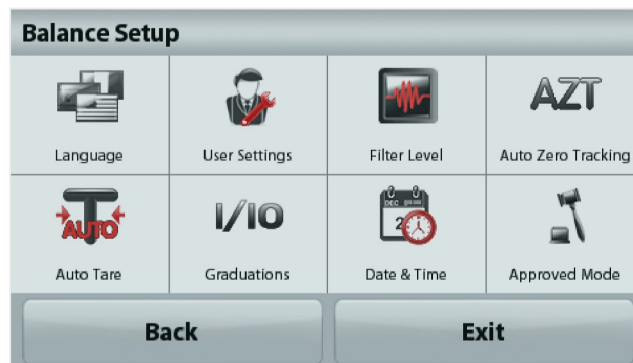 Balance Setup
AZT
Language
User Settings
Filter Level
Auto Zero Tracking
AUTO
I/IO
DEC
Auto Tare
Graduations
Date & Time
Approved Mode
Back
Exit